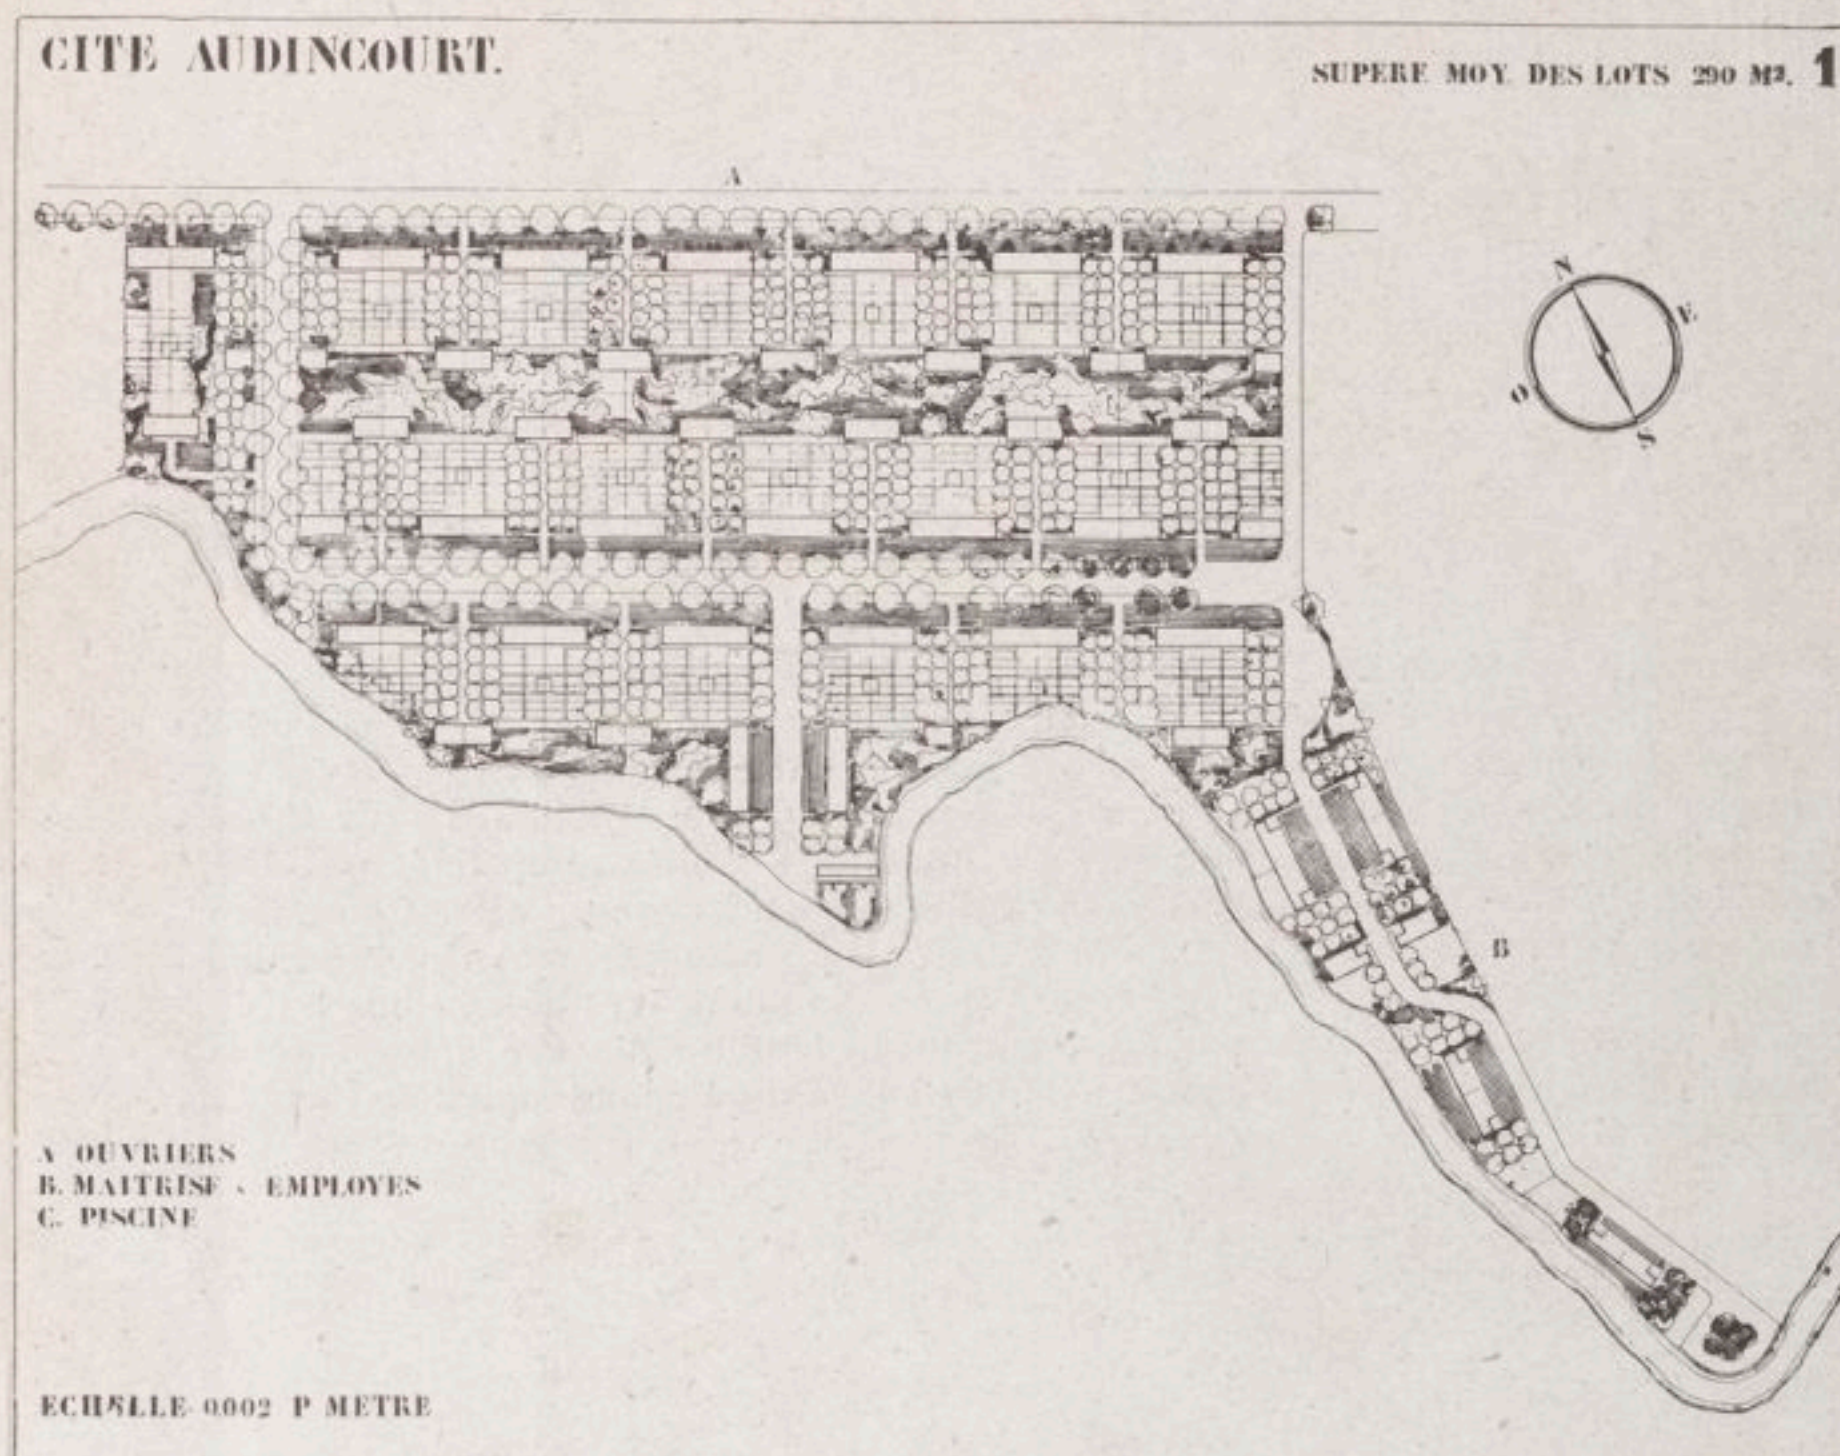 CITE AUDINCOURT.
SUPERF MOY. DES LOTS 290 M². 1
A
N
E
O
S
B
A OUVRIERS
B. MAITRISE & EMPLOYES
C. PISCINE
ECHELLE 0.002 P METRE